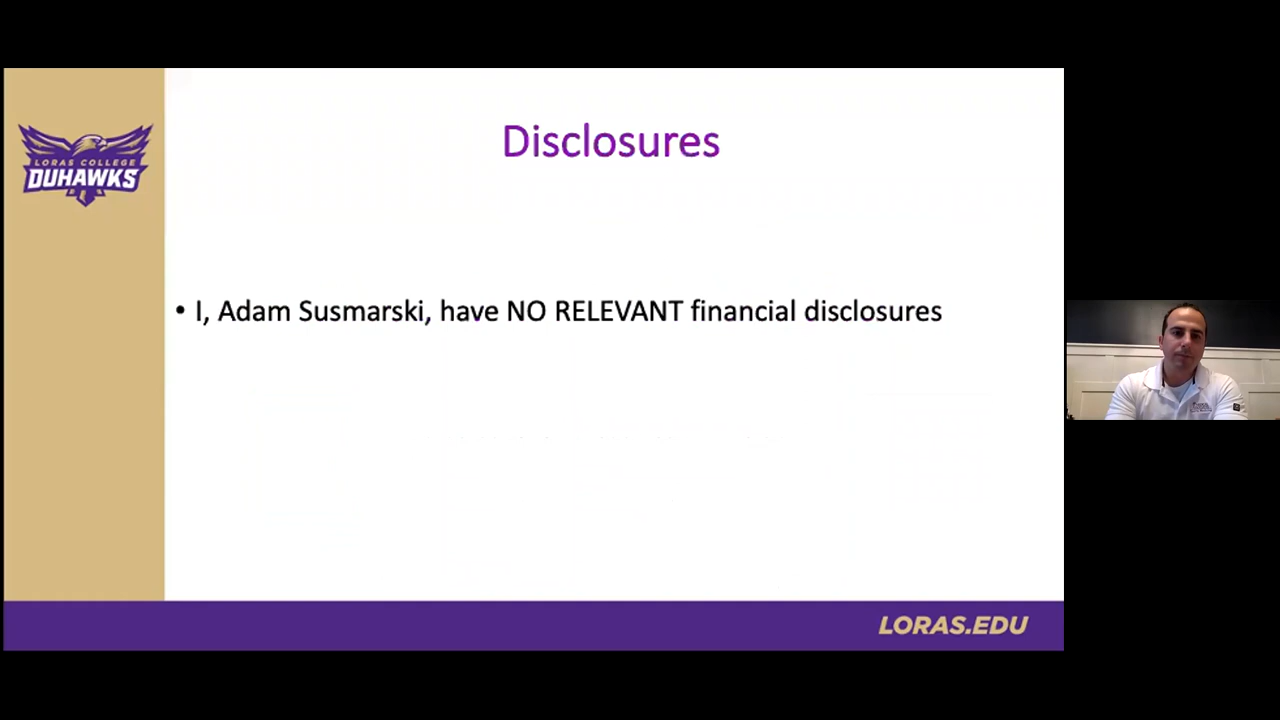 Disclosures
LORAS COLLEGE
DUHAWKS
• I, Adam Susmarski, have NO RELEVANT financial disclosures
LORAS.EDU